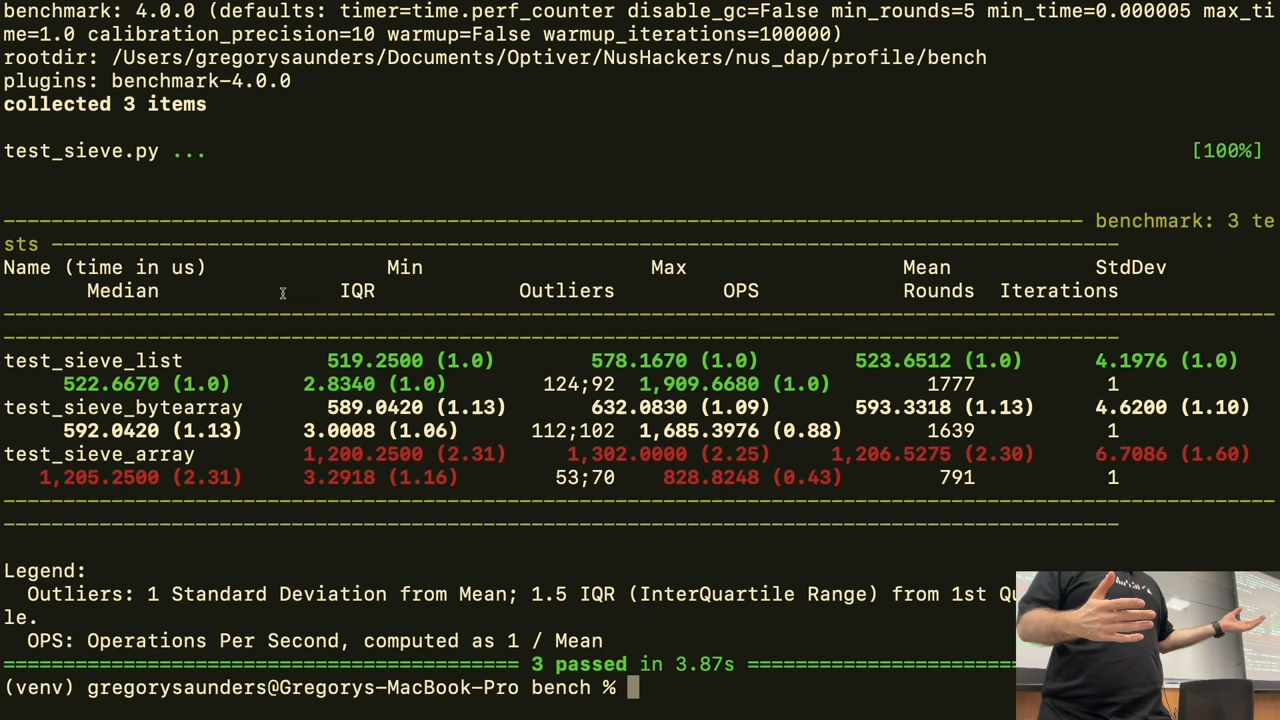 benchmark: 4.0.0 (defaults: timer=time.perf_counter disable_gc=False min_rounds=5 min_time=0.000005 max_ti
me=1.0 calibration_precision=10 warmup=False warmup_iterations=100000)
rootdir: /Users/gregorysaunders/Documents/Optiver/NusHackers/nus_dap/profile/bench
plugins: benchmark-4.0.0
collected 3 items
test_sieve.py ... [100%]
benchmark: 3 te
sts
Name (time in us) Min Max Mean StdDev
Median IQR Outliers OPS Rounds Iterations
test_sieve_list 519.2500 (1.0) 578.1670 (1.0) 523.6512 (1.0) 4.1976 (1.0)
522.6670 (1.0) 2.8340 (1.0) 124;92 1,909.6680 (1.0) 1777 1
test_sieve_bytearray 589.0420 (1.13) 632.0830 (1.09) 593.3318 (1.13) 4.6200 (1.10)
592.0420 (1.13) 3.0008 (1.06) 112;102 1,685.3976 (0.88) 1639 1
test_sieve_array 1,200.2500 (2.31) 1,302.0000 (2.25) 1,206.5275 (2.30) 6.7086 (1.60)
1,205.2500 (2.31) 3.2918 (1.16) 53;70 828.8248 (0.43) 791 1
Legend:
Outliers: 1 Standard Deviation from Mean; 1.5 IQR (InterQuartile Range) from 1st
le.
OPS: Operations Per Second, computed as 1 / Mean
3 passed in 3.87s
(venv) gregorysaunders@Gregorys-MacBook-Pro bench %